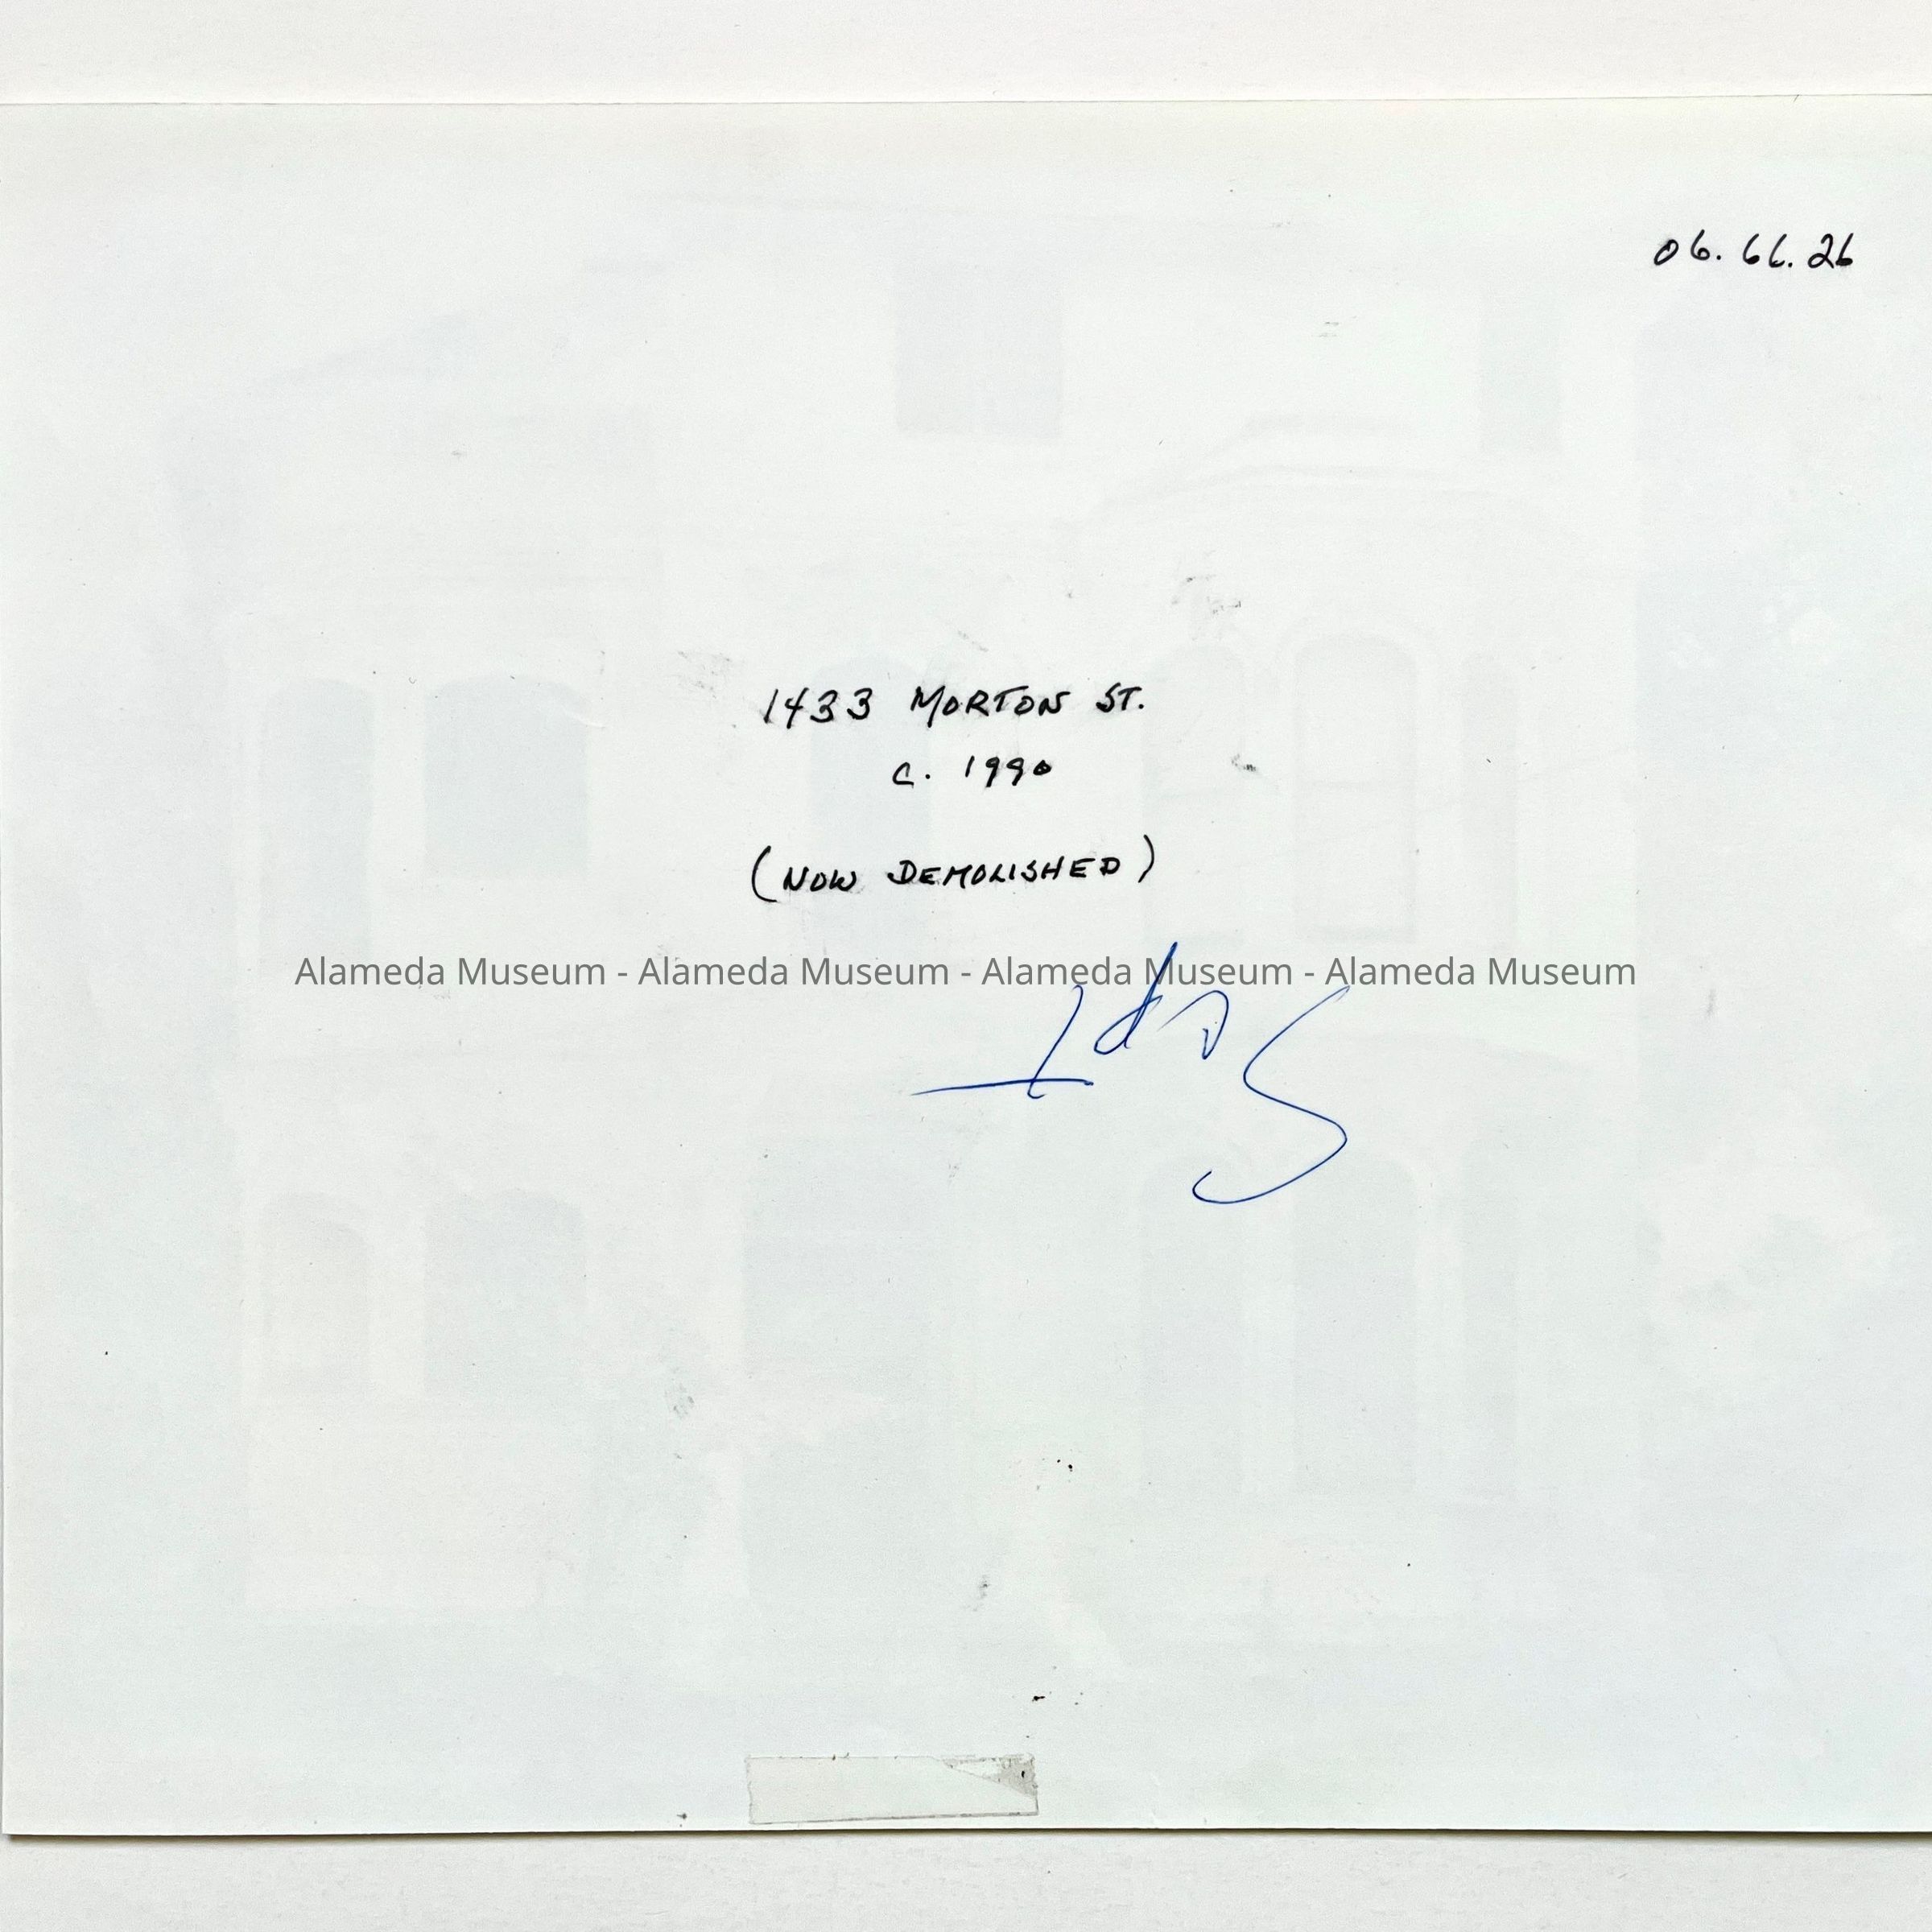 06.66.26
1433 MORTON ST.
c. 1990
(NOW DEMOLISHED)
Alameda Museum - Alameda Museum - Alameda Museum - Alameda Museum